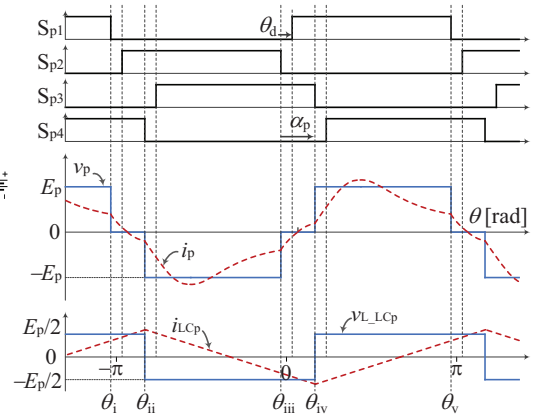 Sp1
θd
Sp2
Sp3
Sp4
αp
vp
Ep
0
θ [rad]
ip
−Ep
Ep/2
iLCp
vL_LCp
0
−π
0
π
−Ep/2
θi
θii
θiii
θiv
θv